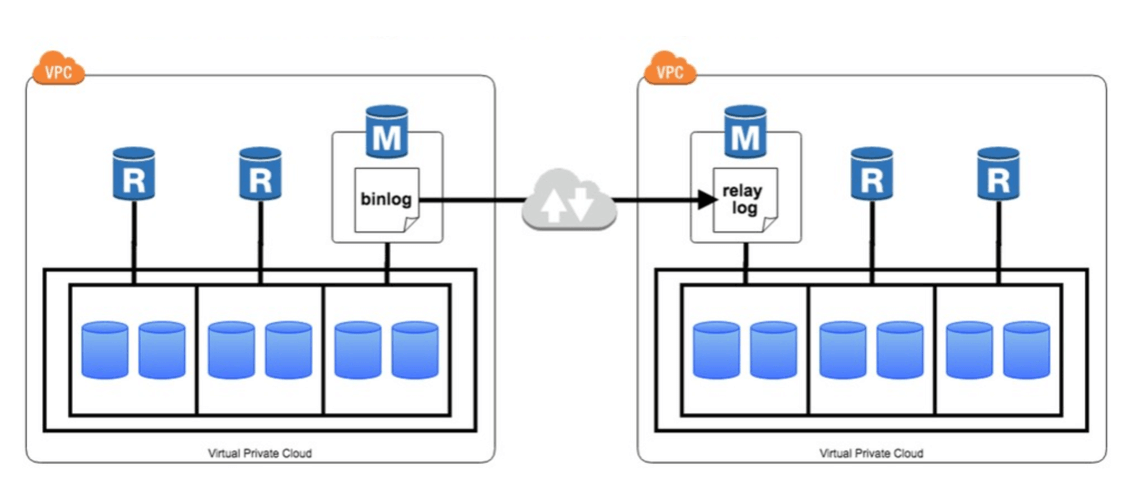 VPC
R
R
M
binlog
Virtual Private Cloud
VPC
M
relay
log
R
R
Virtual Private Cloud